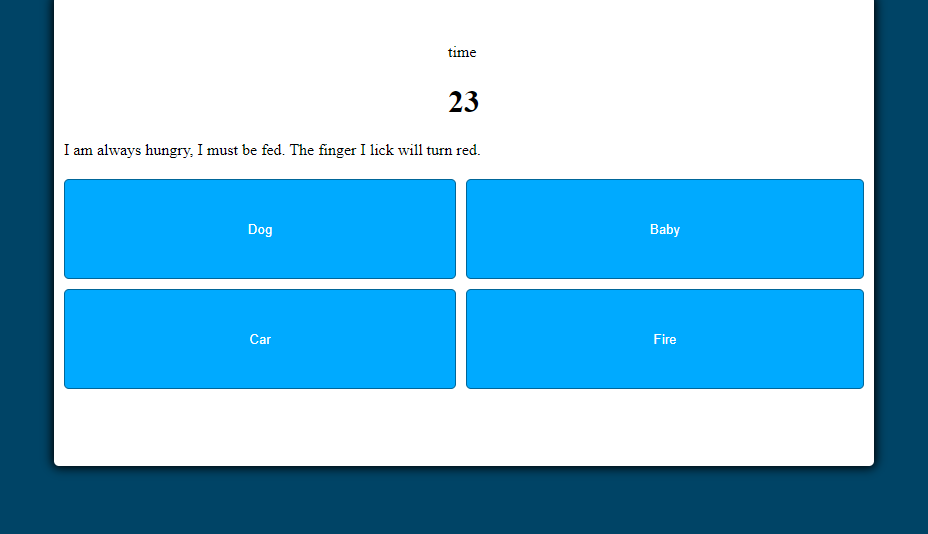 time
23
I am always hungry, I must be fed. The finger I lick will turn red.
Dog
Baby
Car
Fire